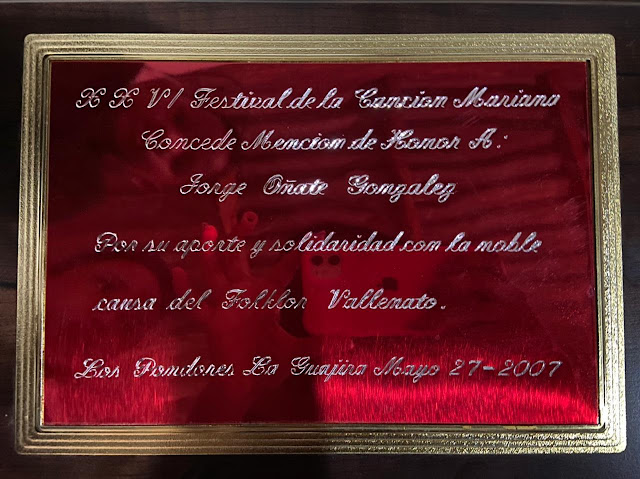 XXVI Festival de la Cancion Mariana
Concede Mencion de Honor A:
Jorge Oñate Gonzalez
Por su aporte y solidaridad con la noble
causa del Folklor Vallenato.
Los Pondores La Guajira Mayo 27-2007